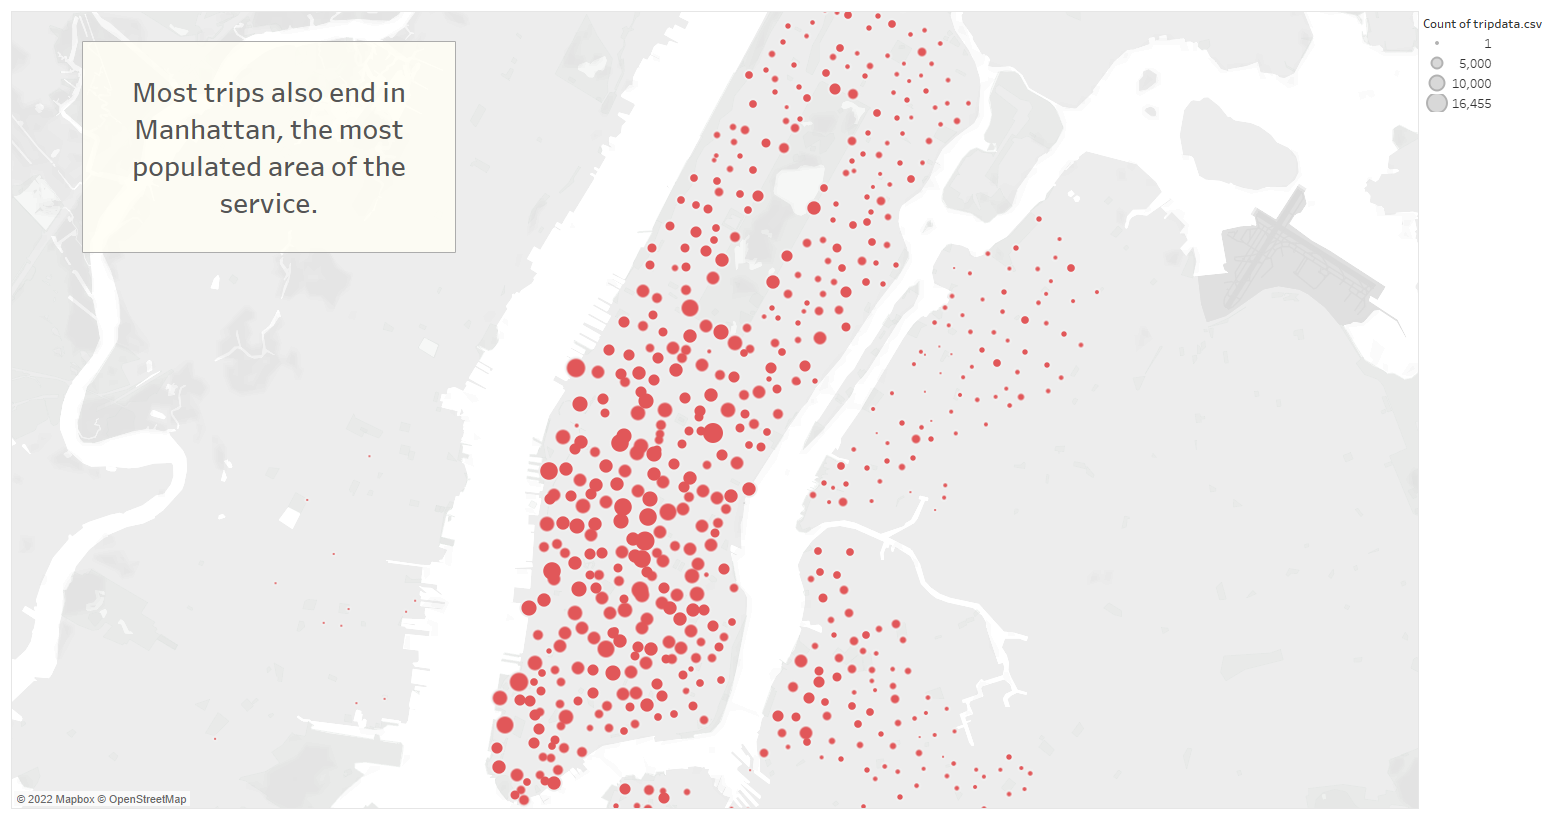 Most trips also end in
Manhattan, the most
populated area of the
service.
Count of tripdata.csv
1
5,000
10,000
16,455
© 2022 Mapbox © OpenStreetMap